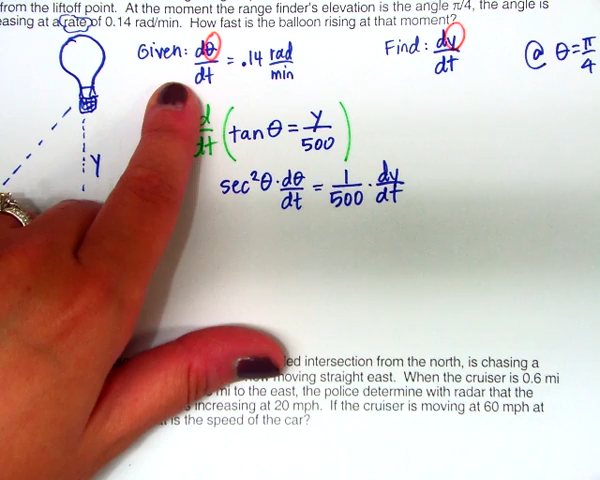 from the liftoff point. At the moment the range finder's elevation is the angle π/4, the angle is
easing at a rate of 0.14 rad/min. How fast is the balloon rising at that moment?
Given: dθ/dt = .14 rad/min Find: dy/dt @ θ=π/4
d/dt (tan θ = y/500)
Y
sec²θ · dθ/dt = 1/500 · dy/dt
ed intersection from the north, is chasing a
moving straight east. When the cruiser is 0.6 mi
mi to the east, the police determine with radar that the
increasing at 20 mph. If the cruiser is moving at 60 mph at
is the speed of the car?